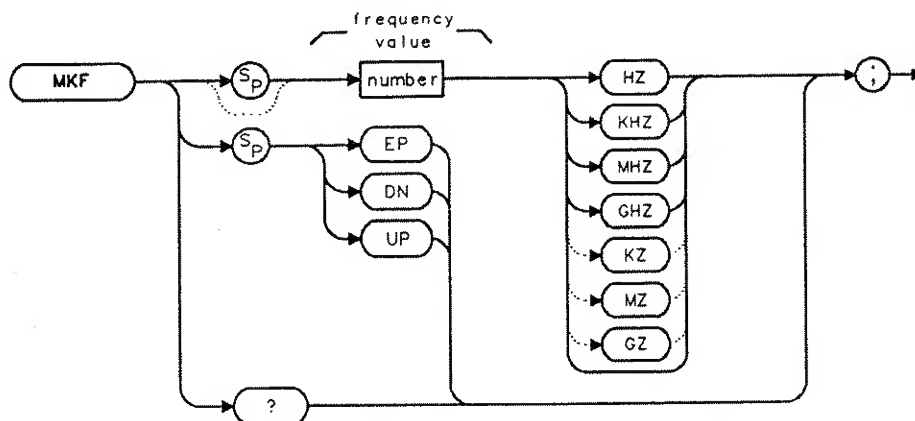 frequency
value
MKF
SP
number
HZ
;
KHZ
SP
EP
MHZ
DN
GHZ
UP
KZ
MZ
GZ
?